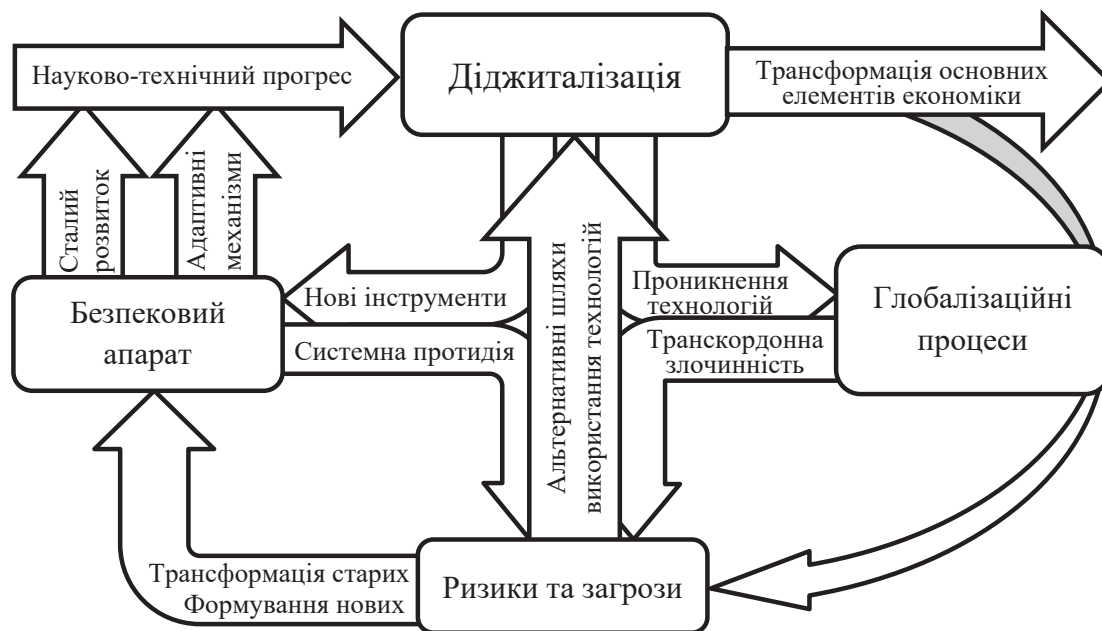 Науково-технічний прогрес
Діджиталізація
Трансформація основних
елементів економіки
Сталий
розвиток
Адаптивні
механізми
Альтернативні шляхи
використання технологій
Нові інструменти
Проникнення
технологій
Безпековий
апарат
Системна протидія
Транскордонна
злочинність
Глобалізаційні
процеси
Трансформація старих
Формування нових
Ризики та загрози